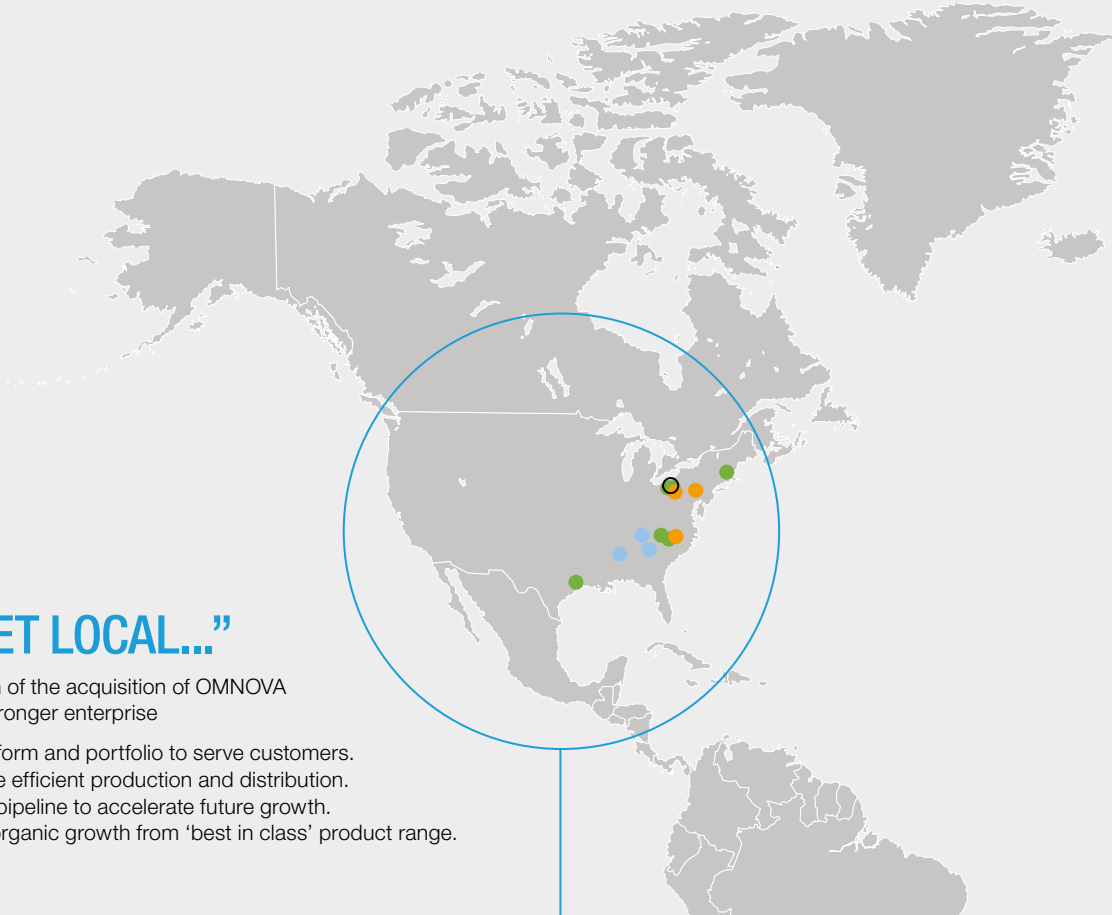 ET LOCAL...”
of the acquisition of OMNOVA
ronger enterprise
form and portfolio to serve customers.
e efficient production and distribution.
pipeline to accelerate future growth.
organic growth from ‘best in class’ product range.